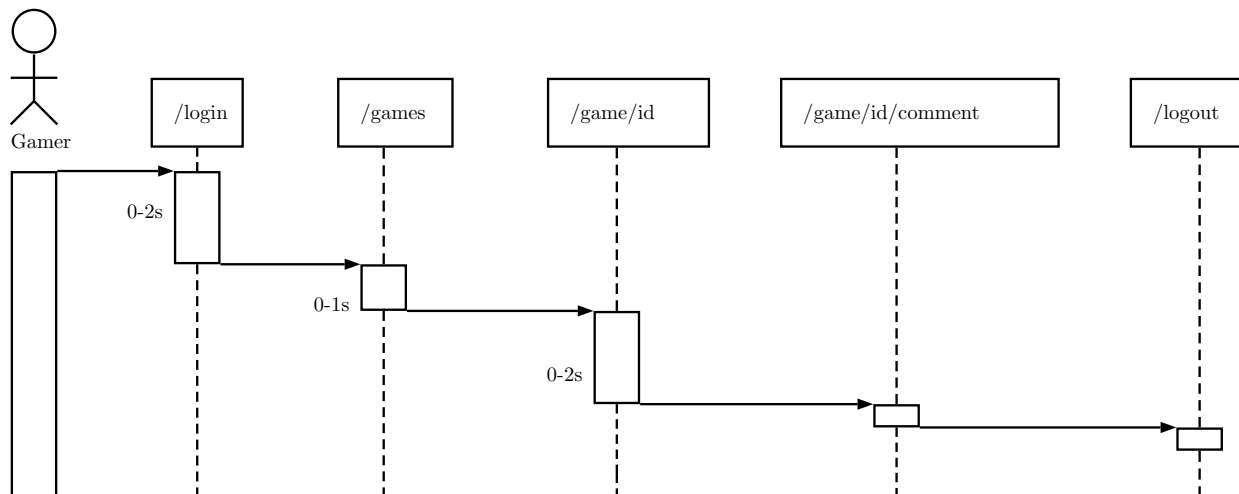 /login
/games
/game/id
/game/id/comment
/logout
Gamer
0-2s
0-1s
0-2s